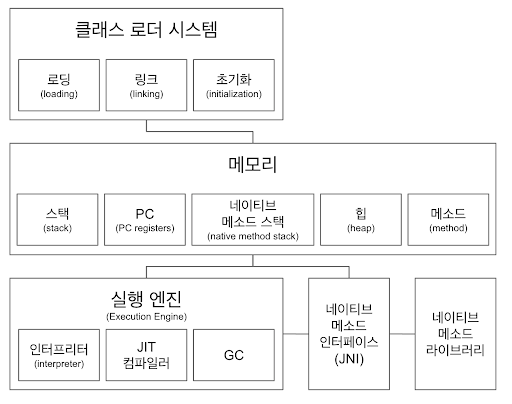 클래스 로더 시스템
로딩
(loading)
링크
(linking)
초기화
(initialization)
메모리
스택
(stack)
PC
(PC registers)
네이티브
메소드 스택
(native method stack)
힙
(heap)
메소드
(method)
실행 엔진
(Execution Engine)
인터프리터
(interpreter)
JIT
컴파일러
GC
네이티브
메소드
인터페이스
(JNI)
네이티브
메소드
라이브러리